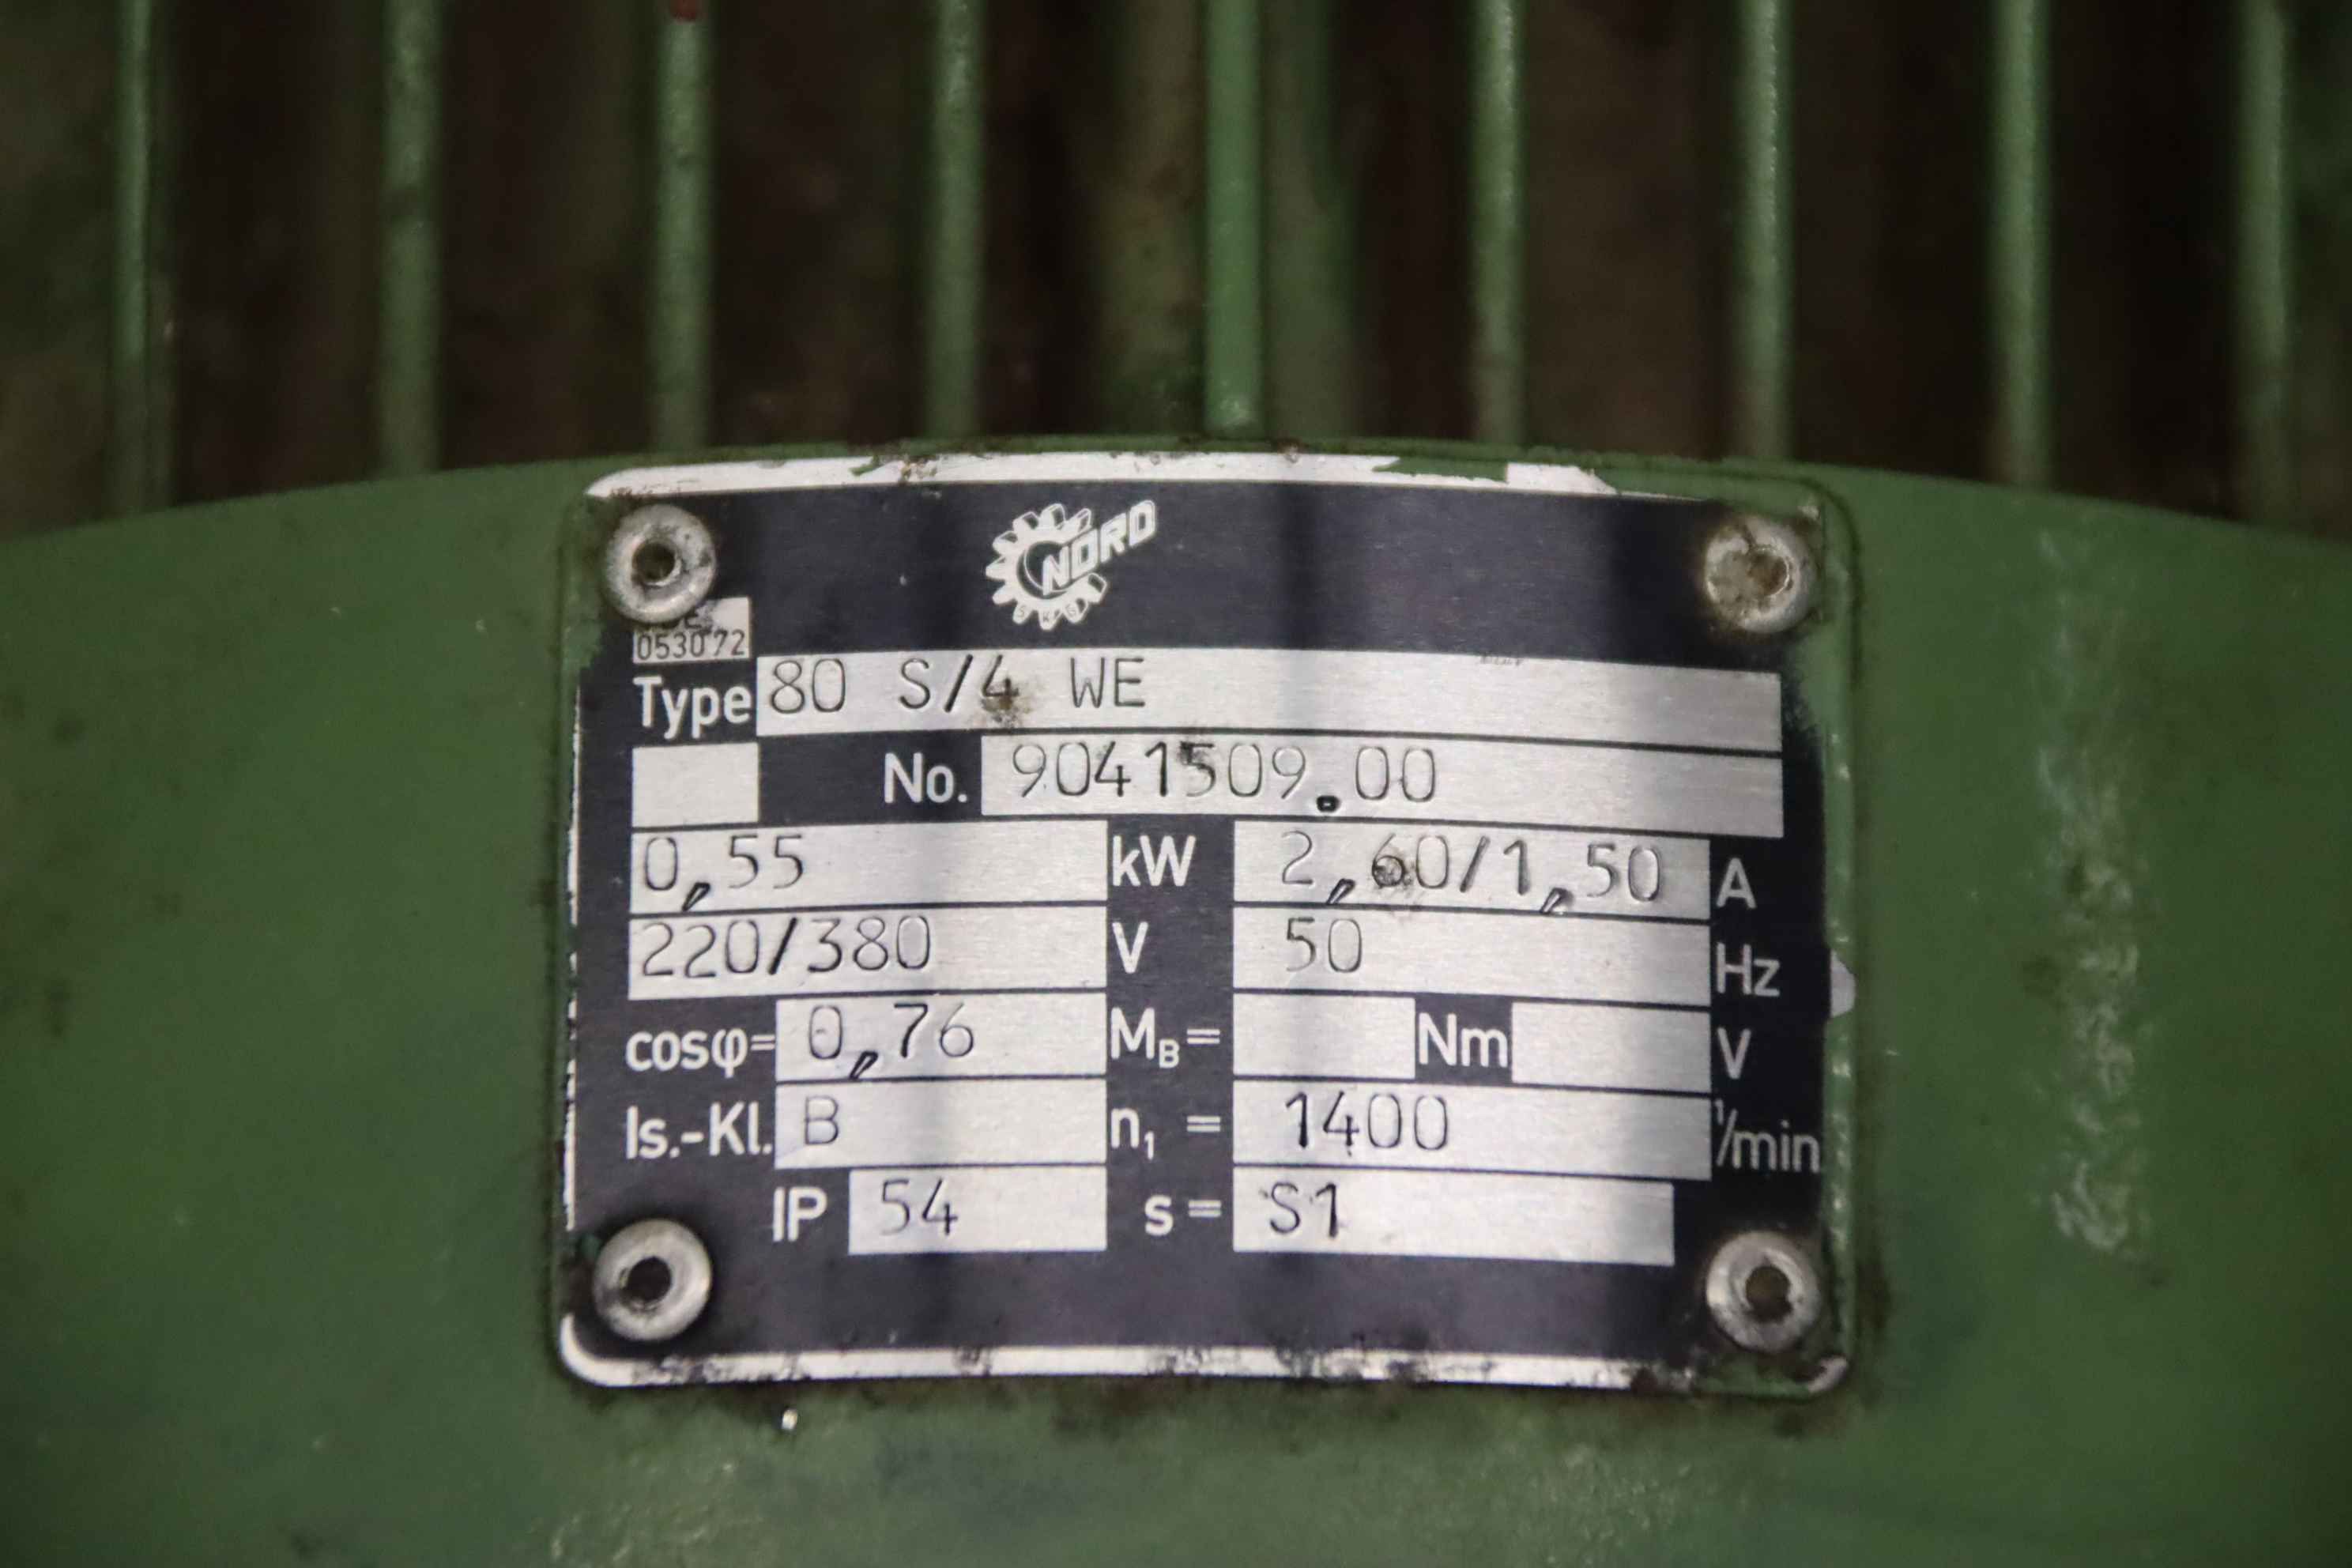 NORD
SKG
053072
Type 80 S/4 WE
No. 9041509.00
0,55 kW 2,60/1,50 A
220/380 V 50 Hz
cosφ= 0,76 MB= Nm V
Is.-Kl. B n1 = 1400 1/min
IP 54 s = S1